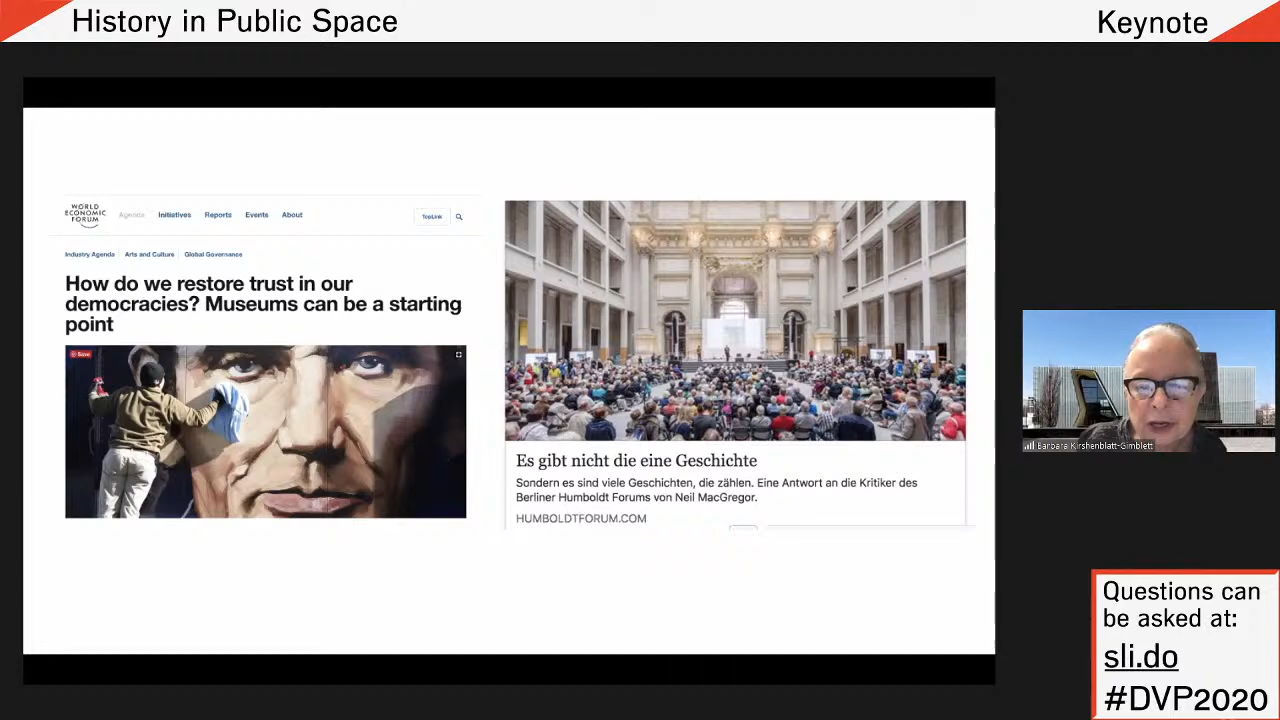 History in Public Space
Keynote
WORLD
ECONOMIC
FORUM
Agenda Initiatives Reports Events About
TopLink
Industry Agenda Arts and Culture Global Governance
How do we restore trust in our
democracies? Museums can be a starting
point
Save
Es gibt nicht die eine Geschichte
Sondern es sind viele Geschichten, die zählen. Eine Antwort an die Kritiker des
Berliner Humboldt Forums von Neil MacGregor.
HUMBOLDTFORUM.COM
Barbara Kirshenblatt-Gimblett
Questions can
be asked at:
sli.do
#DVP2020